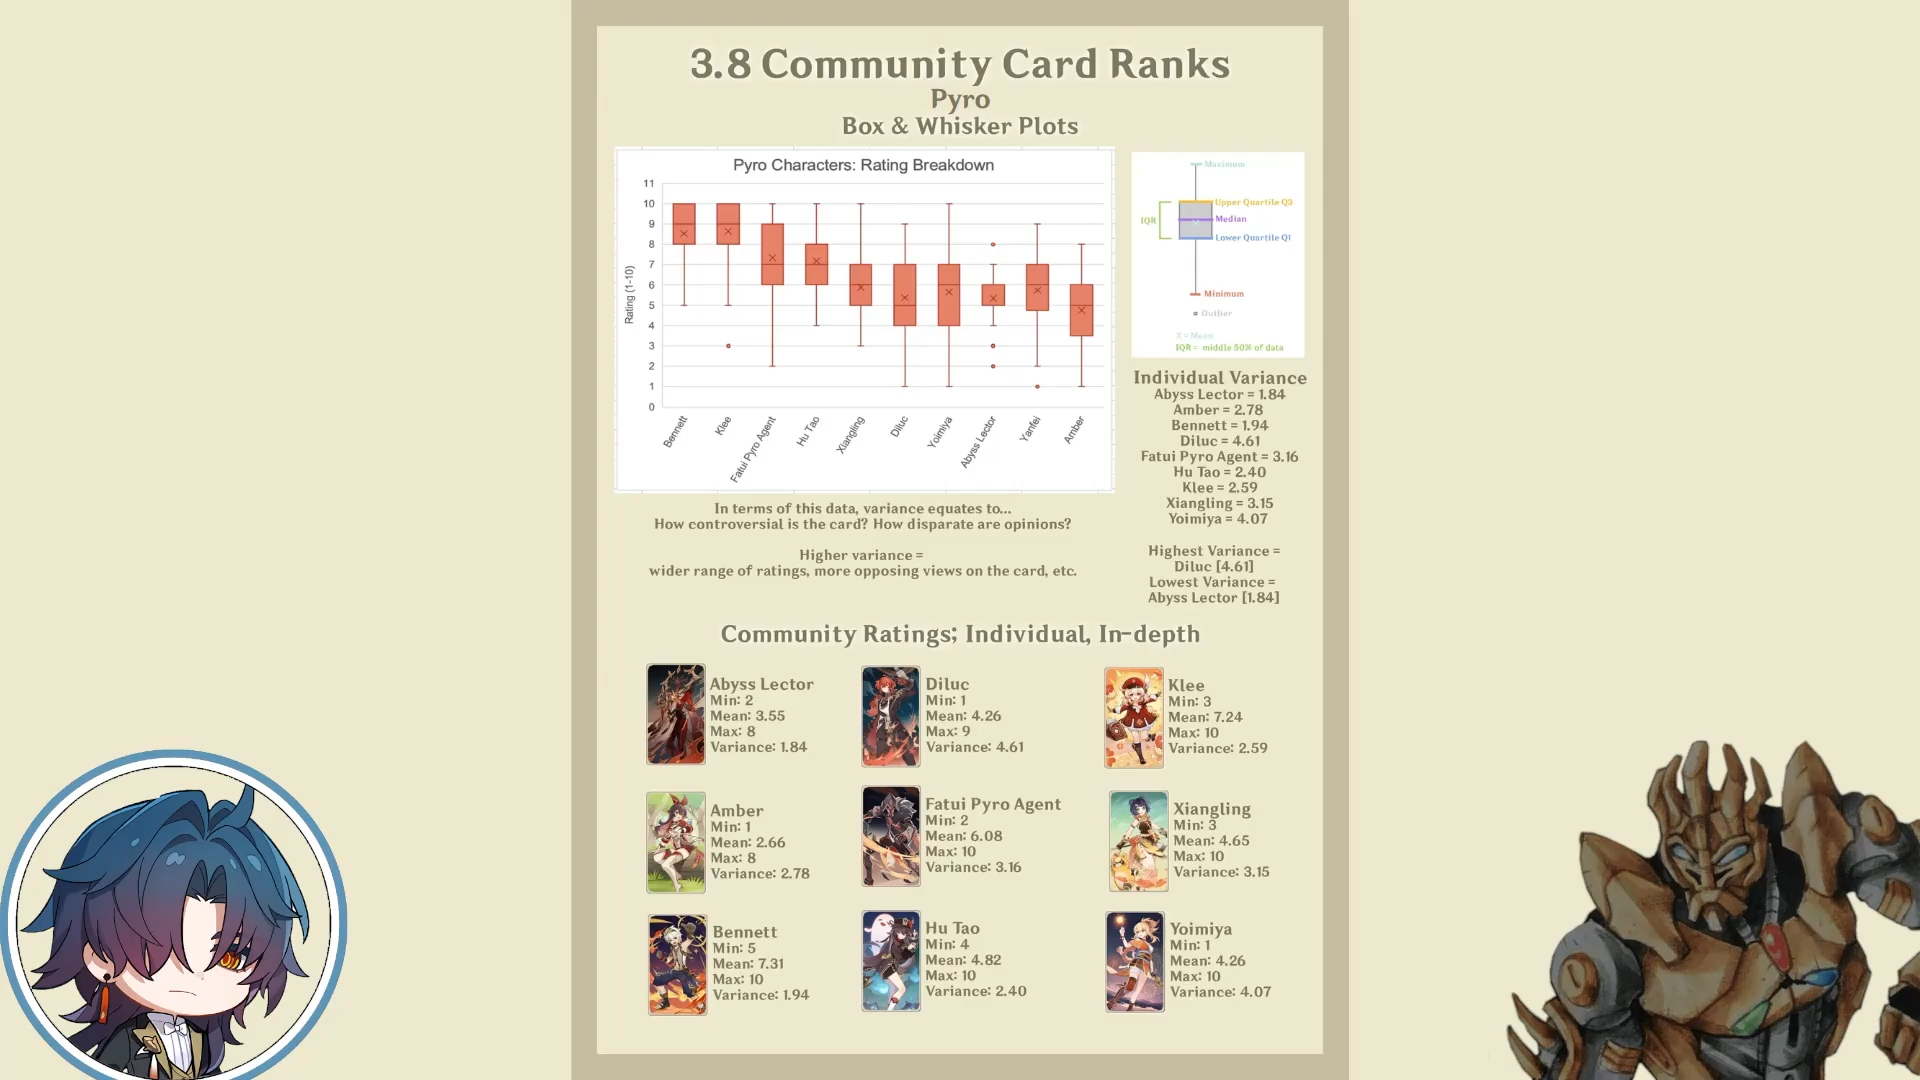 3.8 Community Card Ranks
Pyro
Box & Whisker Plots
Pyro Characters: Rating Breakdown
Rating (1-10)
11
10
9
8
7
6
5
4
3
2
1
0
Bennett
Klee
Fatui Pyro Agent
Hu Tao
Xiangling
Diluc
Yoimiya
Abyss Lector
Yanfei
Amber
Maximum
Upper Quartile Q3
IQR
Median
Lower Quartile Q1
Minimum
Outlier
X = Mean
IQR = middle 50% of data
Individual Variance
Abyss Lector = 1.84
Amber = 2.78
Bennett = 1.94
Diluc = 4.61
Fatui Pyro Agent = 3.16
Hu Tao = 2.40
Klee = 2.59
Xiangling = 3.15
Yoimiya = 4.07
Highest Variance =
Diluc [4.61]
Lowest Variance =
Abyss Lector [1.84]
In terms of this data, variance equates to...
How controversial is the card? How disparate are opinions?
Higher variance =
wider range of ratings, more opposing views on the card, etc.
Community Ratings; Individual, In-depth
Abyss Lector
Min: 2
Mean: 3.55
Max: 8
Variance: 1.84
Diluc
Min: 1
Mean: 4.26
Max: 9
Variance: 4.61
Klee
Min: 3
Mean: 7.24
Max: 10
Variance: 2.59
Amber
Min: 1
Mean: 2.66
Max: 8
Variance: 2.78
Fatui Pyro Agent
Min: 2
Mean: 6.08
Max: 10
Variance: 3.16
Xiangling
Min: 3
Mean: 4.65
Max: 10
Variance: 3.15
Bennett
Min: 5
Mean: 7.31
Max: 10
Variance: 1.94
Hu Tao
Min: 4
Mean: 4.82
Max: 10
Variance: 2.40
Yoimiya
Min: 1
Mean: 4.26
Max: 10
Variance: 4.07